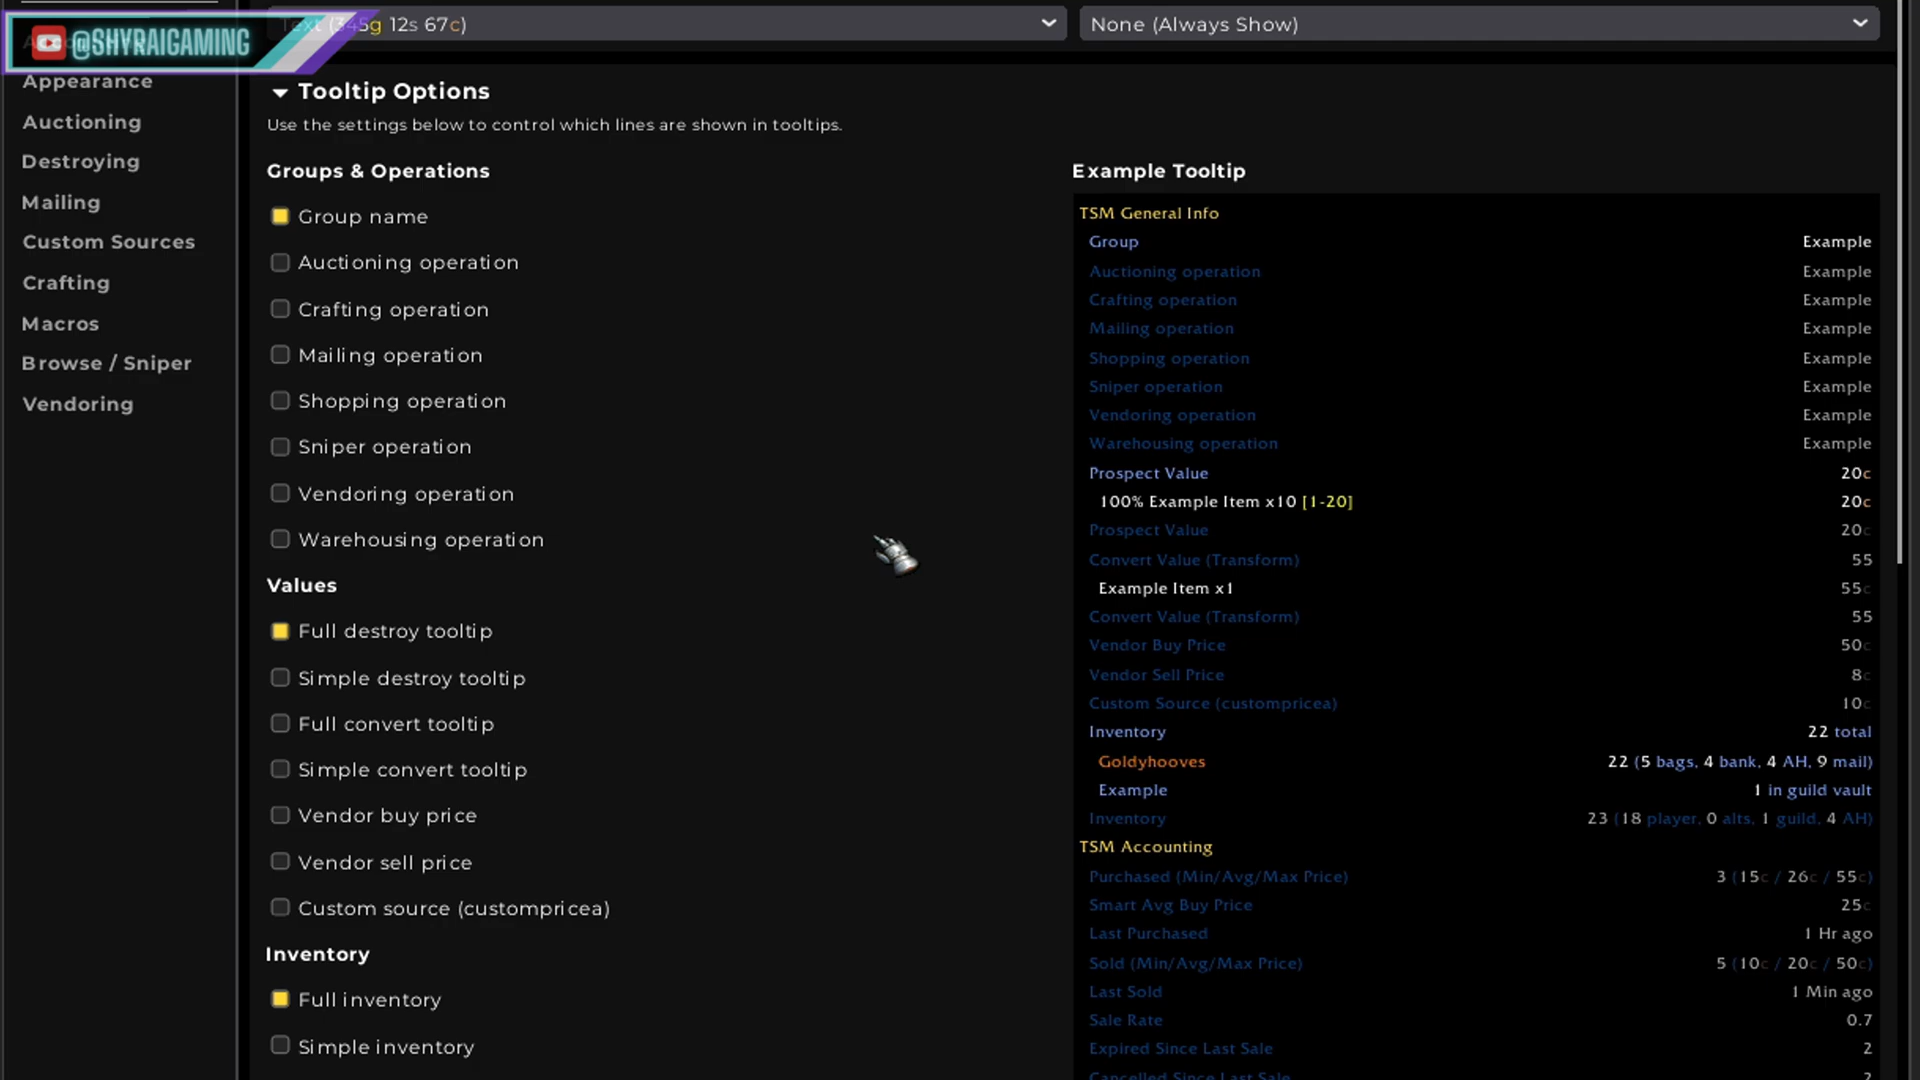 @SHYRAIGAMING
Text (345g 12s 67c)
None (Always Show)
Appearance
Auctioning
Destroying
Mailing
Custom Sources
Crafting
Macros
Browse / Sniper
Vendoring
Tooltip Options
Use the settings below to control which lines are shown in tooltips.
Groups & Operations
Group name
Auctioning operation
Crafting operation
Mailing operation
Shopping operation
Sniper operation
Vendoring operation
Warehousing operation
Values
Full destroy tooltip
Simple destroy tooltip
Full convert tooltip
Simple convert tooltip
Vendor buy price
Vendor sell price
Custom source (custompricea)
Inventory
Full inventory
Simple inventory
Example Tooltip
TSM General Info
Group Example
Auctioning operation Example
Crafting operation Example
Mailing operation Example
Shopping operation Example
Sniper operation Example
Vendoring operation Example
Warehousing operation Example
Prospect Value 20c
100% Example Item x10 [1-20] 20c
Prospect Value 20c
Convert Value (Transform) 55
Example Item x1 55c
Convert Value (Transform) 55
Vendor Buy Price 50c
Vendor Sell Price 8c
Custom Source (custompricea) 10c
Inventory 22 total
Goldyhooves 22 (5 bags, 4 bank, 4 AH, 9 mail)
Example 1 in guild vault
Inventory 23 (18 player, 0 alts, 1 guild, 4 AH)
TSM Accounting
Purchased (Min/Avg/Max Price) 3 (15c / 26c / 55c)
Smart Avg Buy Price 25c
Last Purchased 1 Hr ago
Sold (Min/Avg/Max Price) 5 (10c / 20c / 50c)
Last Sold 1 Min ago
Sale Rate 0.7
Expired Since Last Sale 2
Cancelled Since Last Sale 2